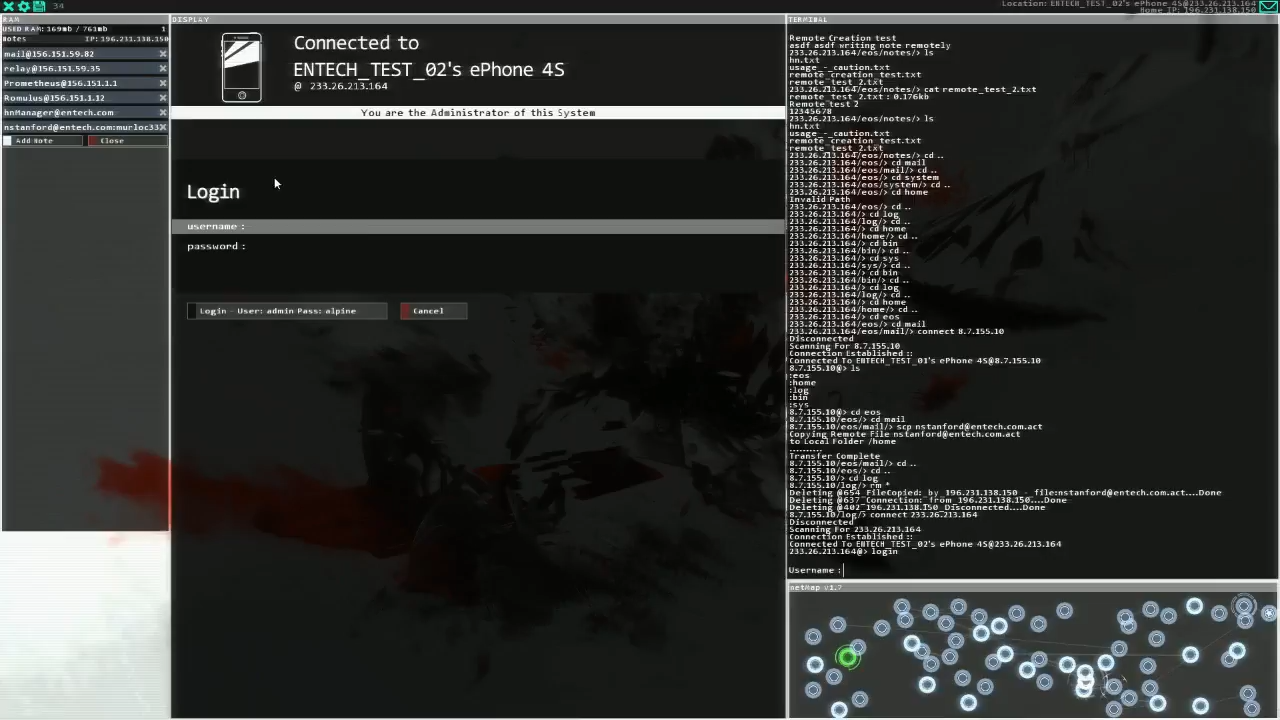 34
Location: ENTECH_TEST_02's ePhone 4S@233.26.213.164
Home IP: 196.231.138.150
RAM
USED RAM: 369mb / 761mb 1
Notes IP: 196.231.138.150
mail@156.151.59.82
relay@156.151.59.35
Prometheus@156.151.1.1
Romulus@156.151.1.12
hnManager@entech.com
nstanford@entech.com:murloc33
Add Note Close
DISPLAY
Connected to
ENTECH_TEST_02's ePhone 4S
@ 233.26.213.164
You are the Administrator of this System
Login
username :
password :
Login - User: admin Pass: alpine Cancel
TERMINAL
Remote Creation test
asdf asdf writing note remotely
233.26.213.164/eos/notes/> ls
hn.txt
usage_-_caution.txt
remote_creation_test.txt
remote_test_2.txt
233.26.213.164/eos/notes/> cat remote_test_2.txt
remote_test_2.txt : 0.176kb
Remote test 2
12345678
233.26.213.164/eos/notes/> ls
hn.txt
usage_-_caution.txt
remote_creation_test.txt
remote_test_2.txt
233.26.213.164/eos/notes/> cd ..
233.26.213.164/eos/> cd mail
233.26.213.164/eos/mail/> cd ..
233.26.213.164/eos/> cd system
233.26.213.164/eos/system/> cd ..
233.26.213.164/eos/> cd home
Invalid Path
233.26.213.164/eos/> cd ..
233.26.213.164/> cd log
233.26.213.164/log/> cd ..
233.26.213.164/> cd home
233.26.213.164/home/> cd ..
233.26.213.164/> cd bin
233.26.213.164/bin/> cd ..
233.26.213.164/> cd sys
233.26.213.164/sys/> cd ..
233.26.213.164/> cd bin
233.26.213.164/bin/> cd ..
233.26.213.164/> cd log
233.26.213.164/log/> cd ..
233.26.213.164/> cd home
233.26.213.164/home/> cd ..
233.26.213.164/> cd eos
233.26.213.164/eos/> cd mail
233.26.213.164/eos/mail/> connect 8.7.155.10
Disconnected
Scanning For 8.7.155.10
Connection Established ::
Connected To ENTECH_TEST_01's ePhone 4S@8.7.155.10
8.7.155.10@> ls
:eos
:home
:log
:bin
:sys
8.7.155.10@> cd eos
8.7.155.10/eos/> cd mail
8.7.155.10/eos/mail/> scp nstanford@entech.com.act
Copying Remote File nstanford@entech.com.act
to Local Folder /home
..........
Transfer Complete
8.7.155.10/eos/mail/> cd ..
8.7.155.10/eos/> cd ..
8.7.155.10/> cd log
8.7.155.10/log/> rm *
Deleting @654_FileCopied:_by_196.231.138.150_-_file:nstanford@entech.com.act....Done
Deleting @637_Connection:_from_196.231.138.150....Done
Deleting @402_196.231.138.150_Disconnected....Done
8.7.155.10/log/> connect 233.26.213.164
Disconnected
Scanning For 233.26.213.164
Connection Established ::
Connected To ENTECH_TEST_02's ePhone 4S@233.26.213.164
233.26.213.164@> login
Username :
netMap v1.7